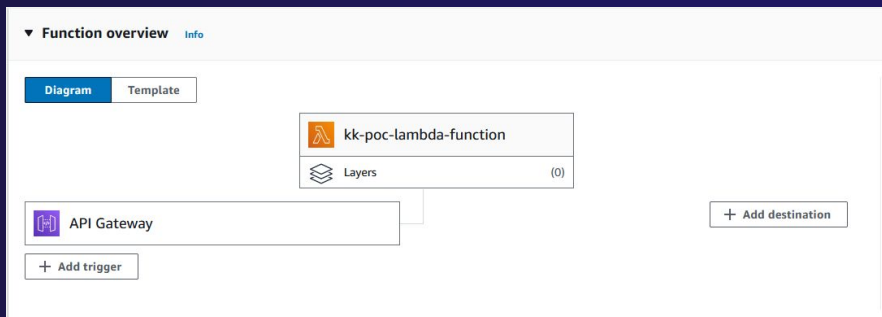 Function overview Info
Diagram Template
kk-poc-lambda-function
Layers (0)
API Gateway
+ Add destination
+ Add trigger